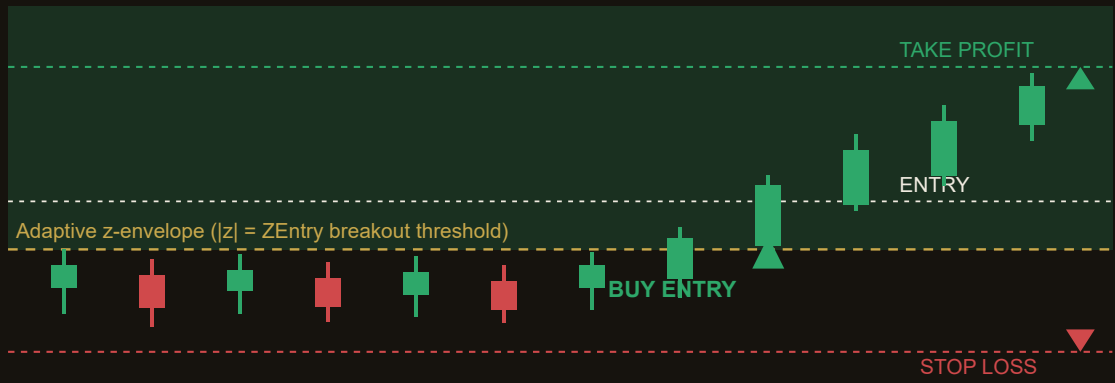 TAKE PROFIT
ENTRY
Adaptive z-envelope (|z| = ZEntry breakout threshold)
BUY ENTRY
STOP LOSS